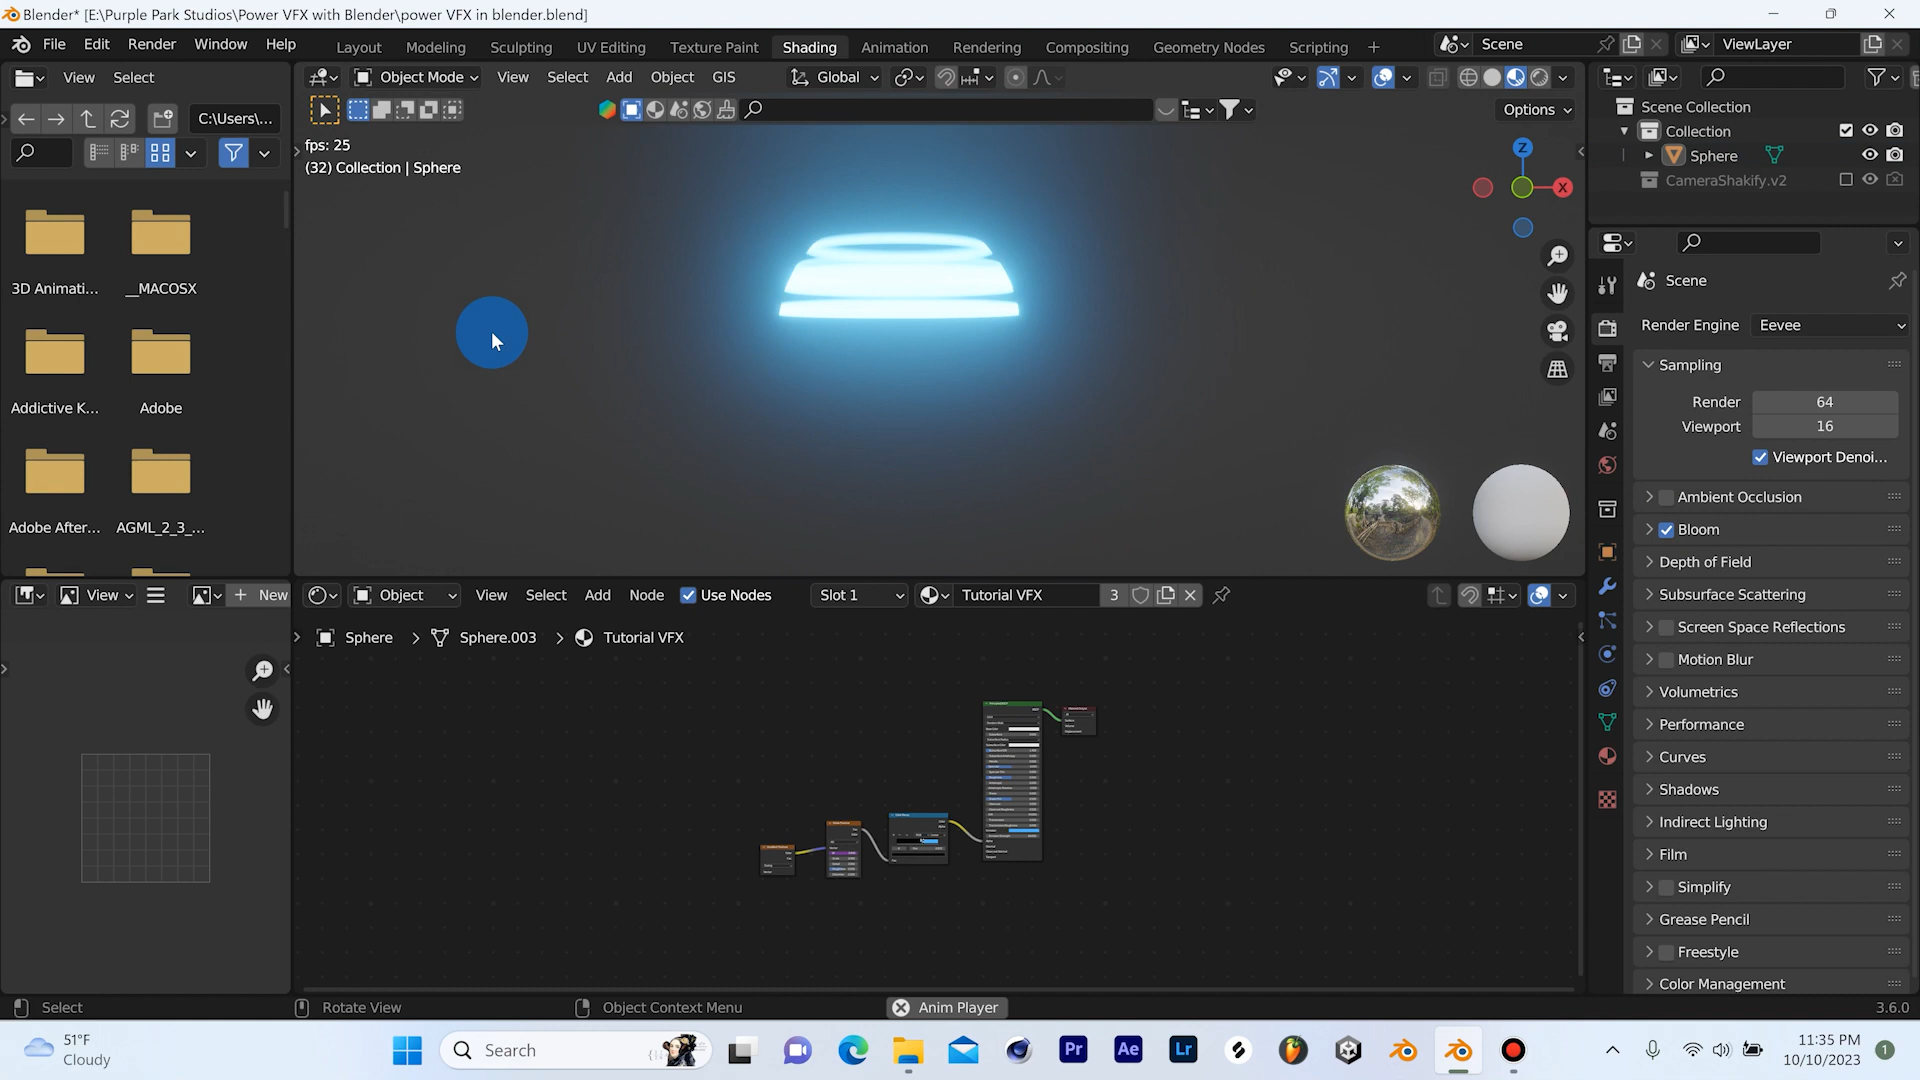 Blender* [E:\Purple Park Studios\Power VFX with Blender\power VFX in blender.blend]
File Edit Render Window Help
Layout Modeling Sculpting UV Editing Texture Paint Shading Animation Rendering Compositing Geometry Nodes Scripting +
Scene
ViewLayer
View Select
Object Mode View Select Add Object GIS
Global
C:\Users\...
Options
fps: 25
(32) Collection | Sphere
Z
X
3D Animati...
__MACOSX
Addictive K...
Adobe
Adobe After...
AGML_2_3_...
Scene Collection
Collection
Sphere
CameraShakify.v2
Scene
Render Engine Eevee
Sampling
Render 64
Viewport 16
Viewport Denoi...
Ambient Occlusion
Bloom
Depth of Field
Subsurface Scattering
Screen Space Reflections
Motion Blur
Volumetrics
Performance
Curves
Shadows
Indirect Lighting
Film
Simplify
Grease Pencil
Freestyle
Color Management
View
+ New
Object View Select Add Node Use Nodes
Slot 1
Tutorial VFX 3
Sphere > Sphere.003 > Tutorial VFX
Select
Rotate View
Object Context Menu
Anim Player
3.6.0
51°F
Cloudy
Search
Pr
Ae
Lr
11:35 PM
10/10/2023
1